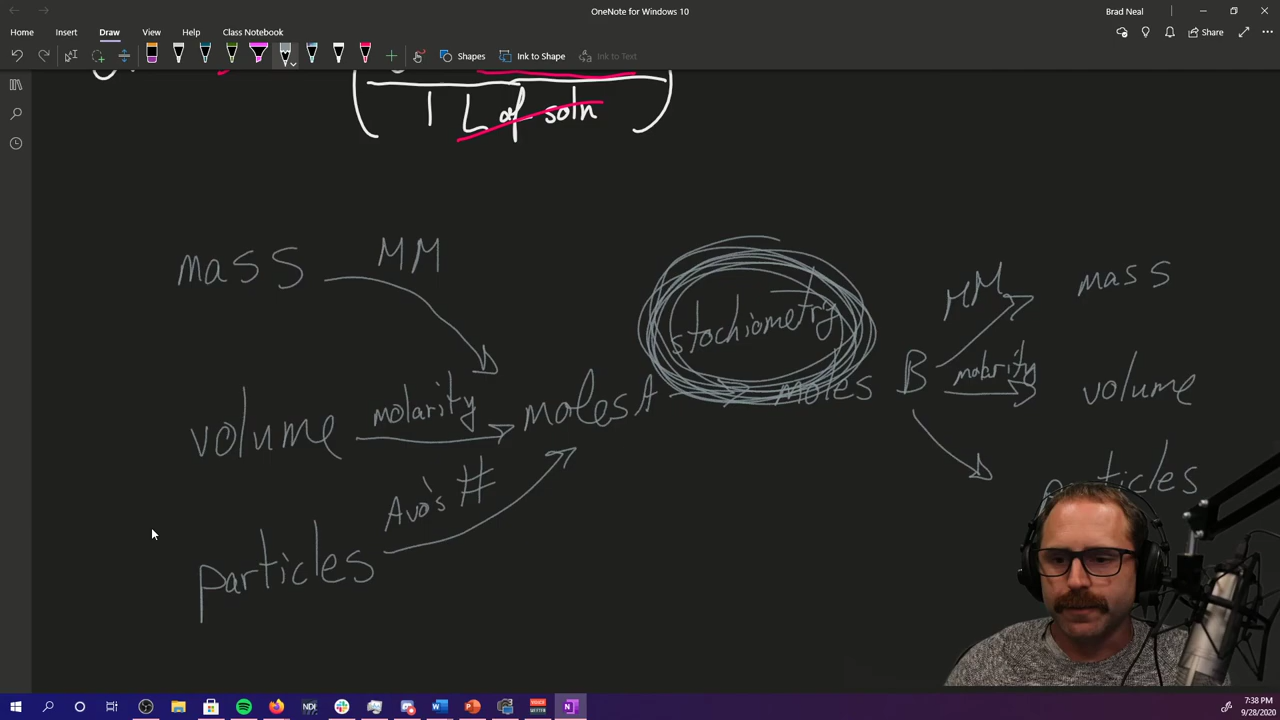 OneNote for Windows 10
Brad Neal
Home Insert Draw View Help Class Notebook
Share
Shapes Ink to Shape Ink to Text
1 L of soln
mass MM
stochiometry
MM mass
volume molarity moles A moles B molarity volume
Avo's #
particles
particles
7:38 PM
9/28/2020